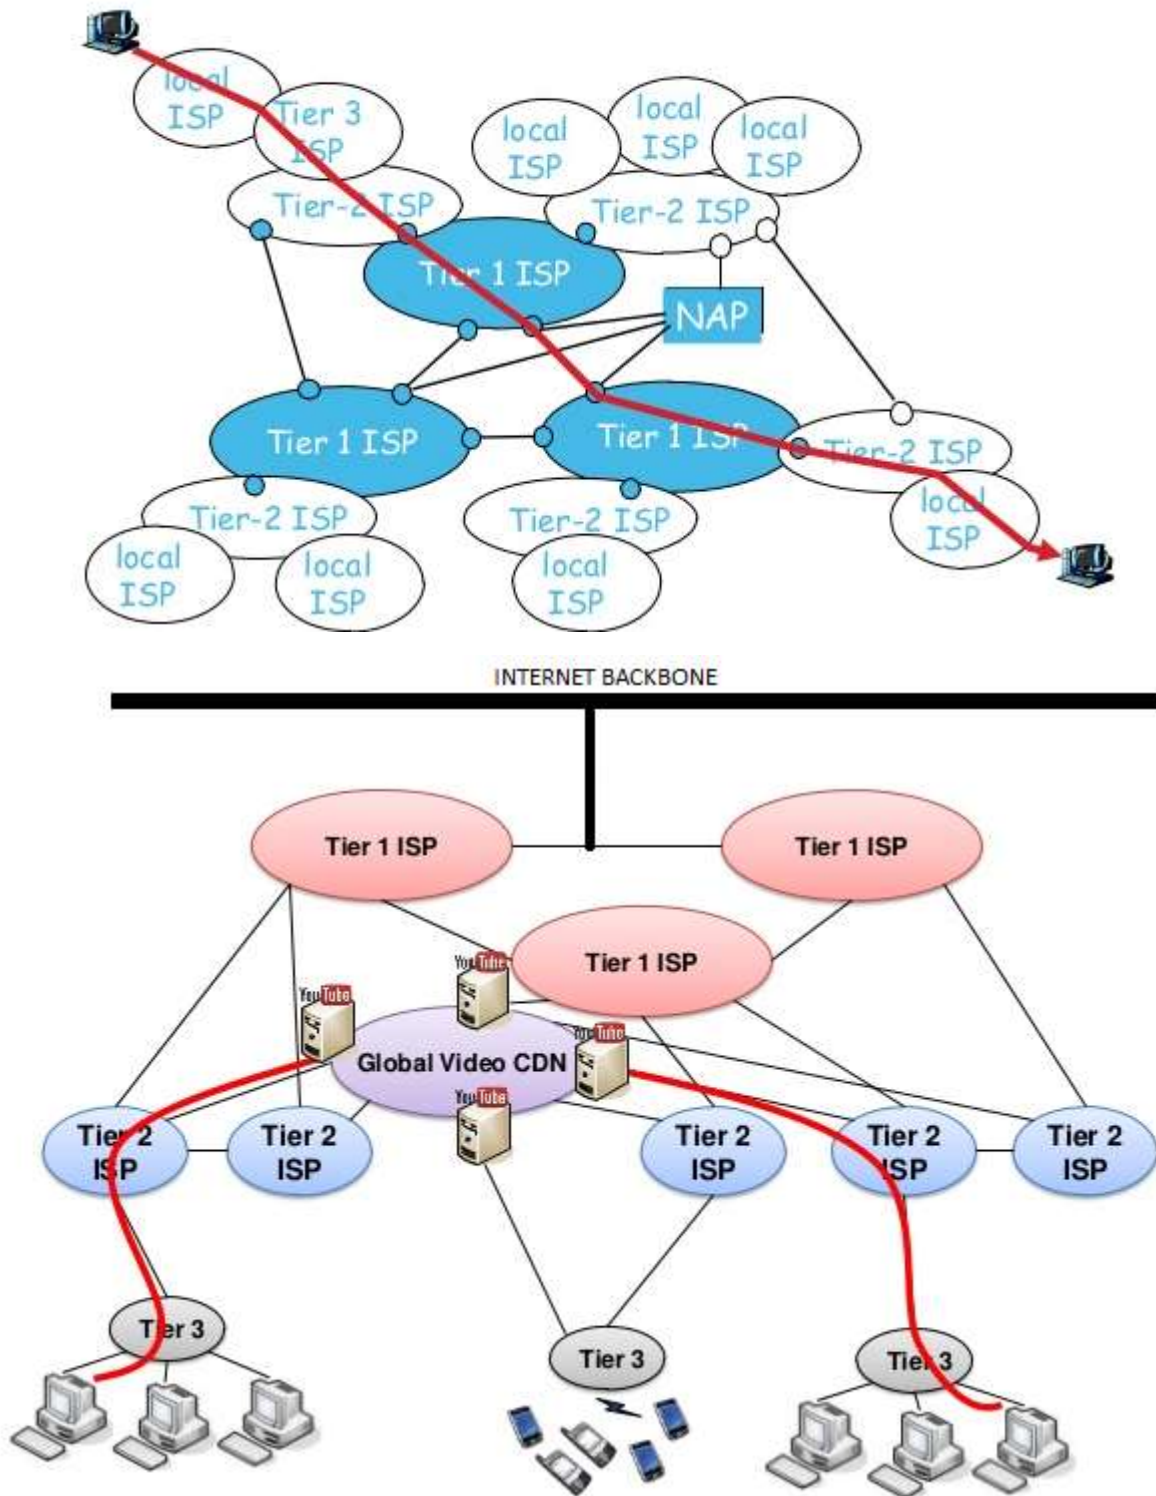 local
ISP
Tier 3
ISP
local
ISP
local
ISP
local
ISP
Tier-2 ISP
Tier-2 ISP
Tier 1 ISP
NAP
Tier 1 ISP
Tier 1 ISP
Tier-2 ISP
local
ISP
Tier-2 ISP
Tier-2 ISP
local
ISP
local
ISP
local
ISP
INTERNET BACKBONE
Tier 1 ISP
Tier 1 ISP
Tier 1 ISP
YouTube
YouTube
YouTube
Global Video CDN
YouTube
Tier 2
ISP
Tier 2
ISP
Tier 2
ISP
Tier 2
ISP
Tier 2
ISP
Tier 3
Tier 3
Tier 3